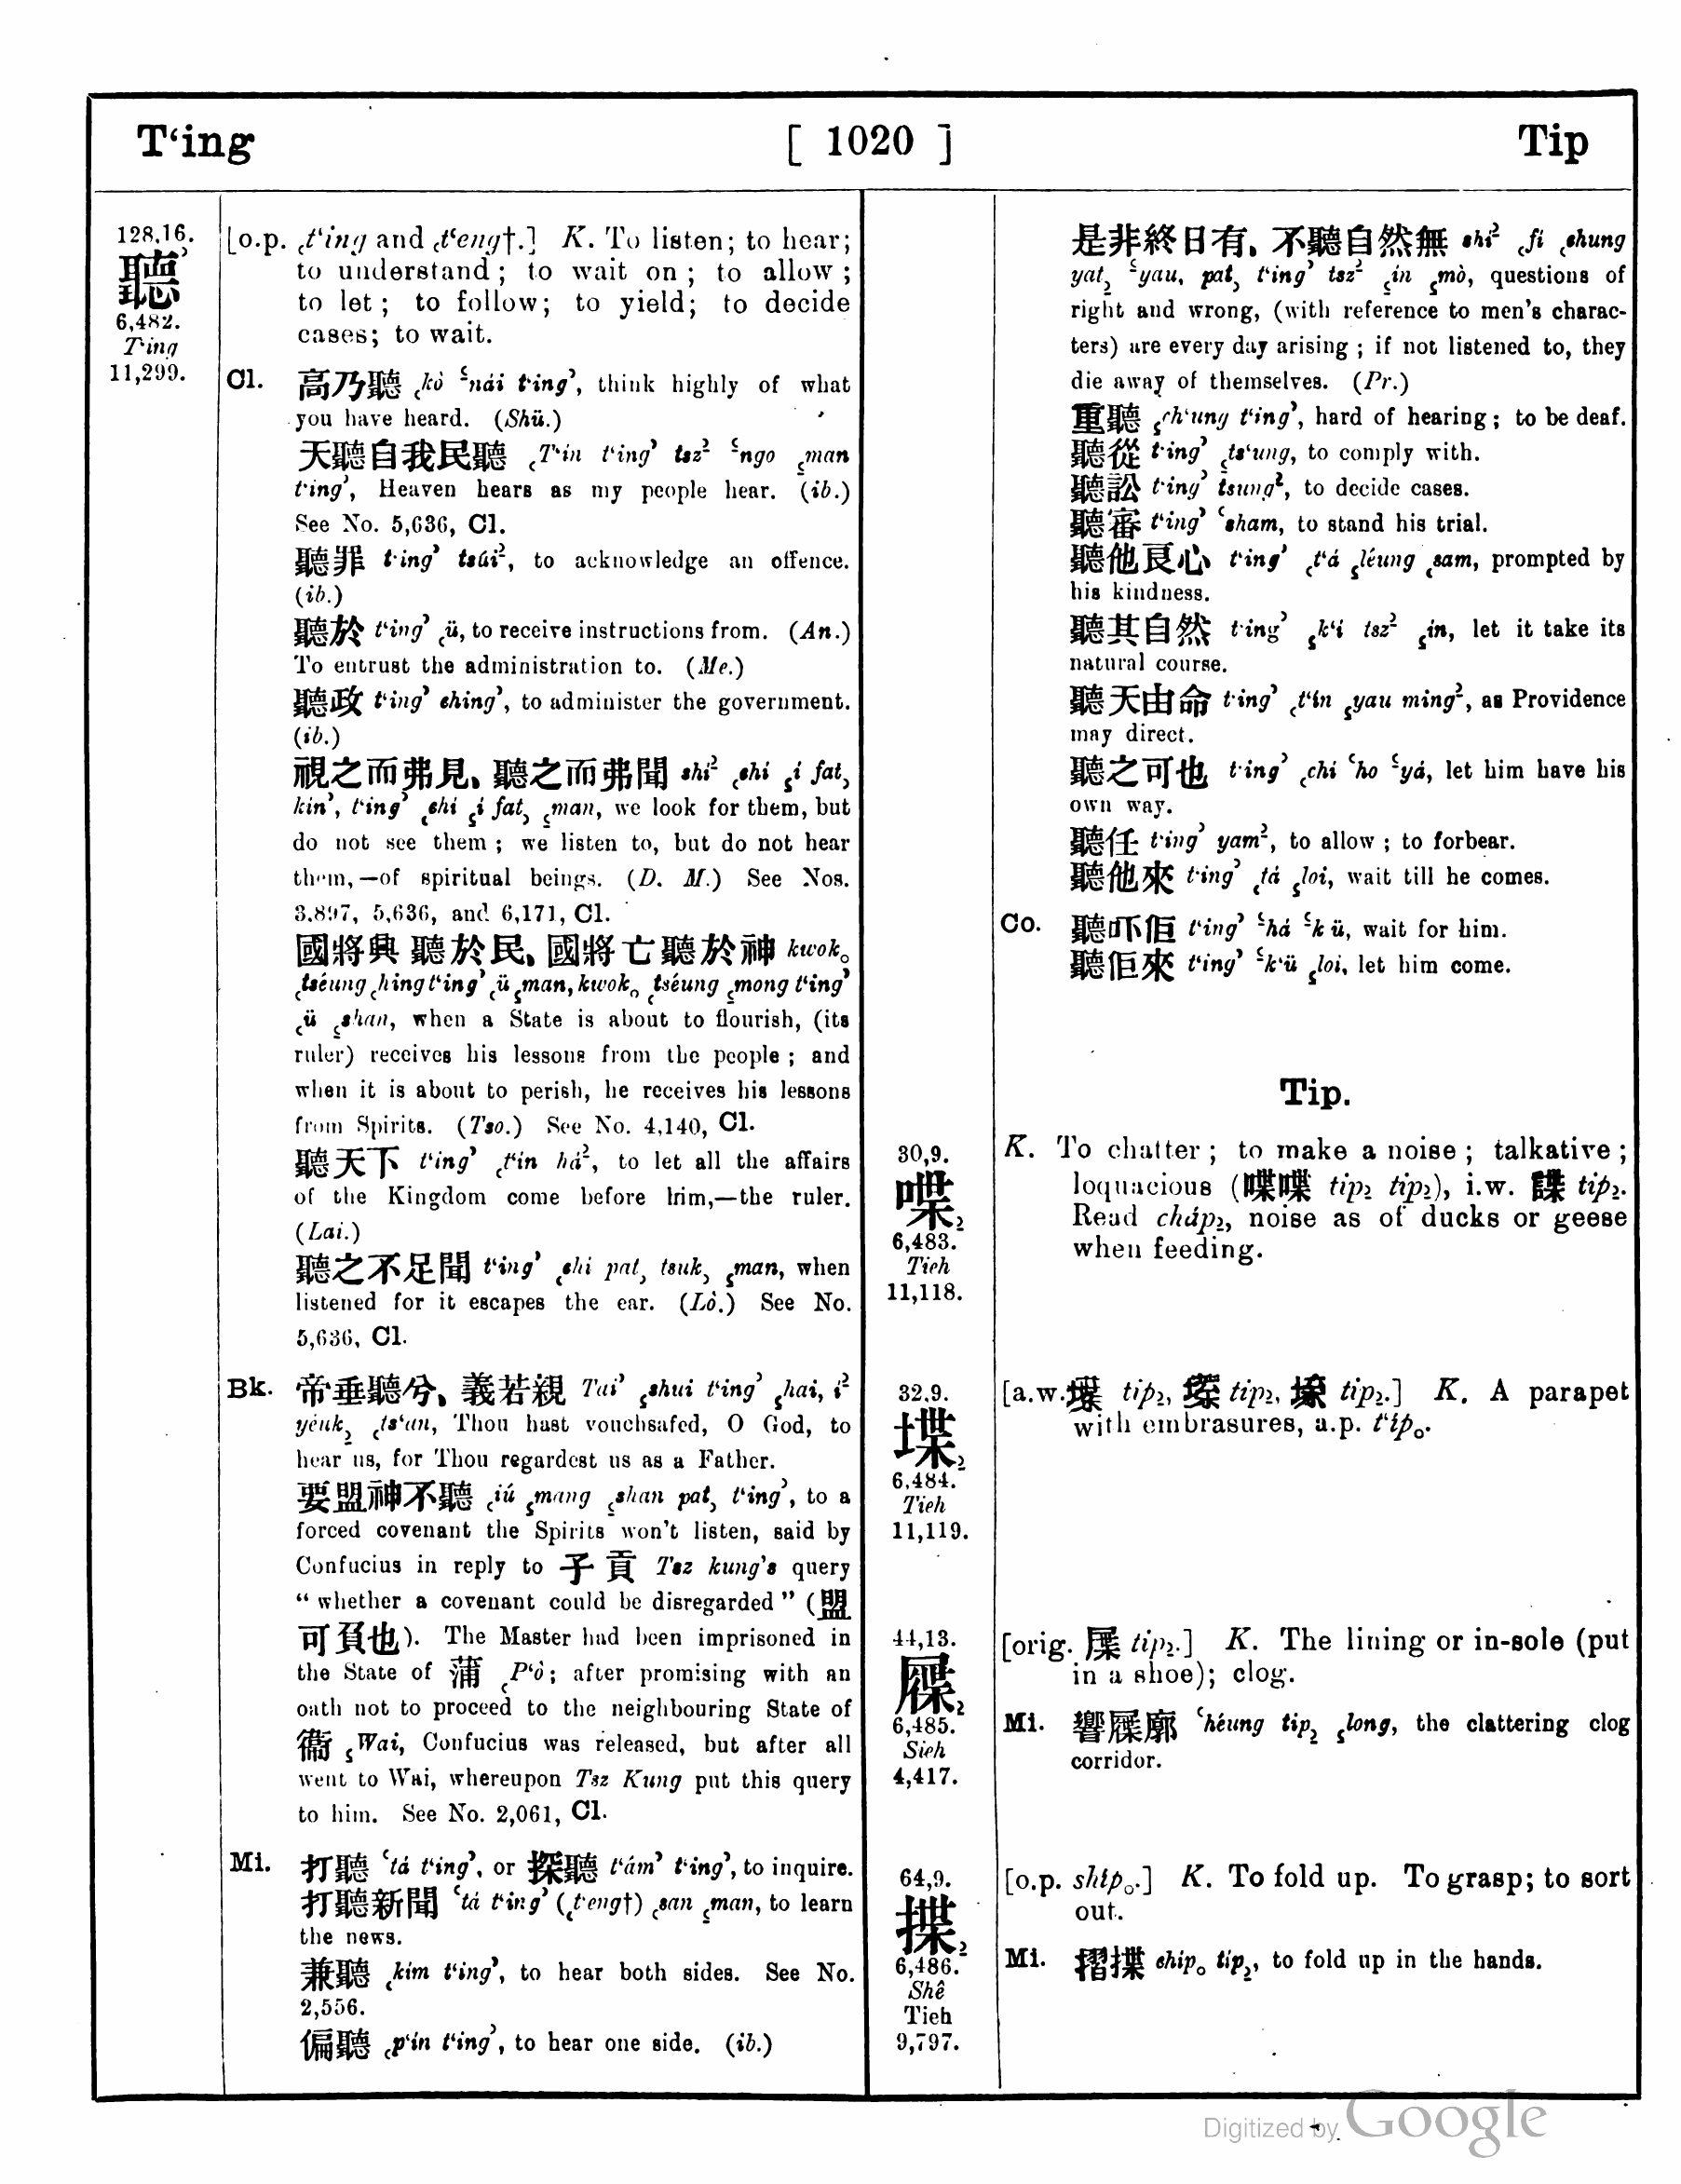 T‘ing [ 1020 ] Tip
128,16.
聽’
6,482.
T‘ing
11,299.
[o.p. ˛t‘ing and ˛t‘eng†.] K. To listen; to hear;
to understand; to wait on; to allow;
to let; to follow; to yield; to decide
cases; to wait.
Cl. 高乃聽 ˛kò ˁnái t‘ing’, think highly of what
you have heard. (Shü.)
天聽自我民聽 ˛T‘ín t‘ing’ tsz² ˁngo ˛man
t‘ing’, Heaven hears as my people hear. (ib.)
See No. 5,636, Cl.
聽罪 t‘ing’ tsúi², to acknowledge an offence.
(ib.)
聽於 t‘ing’ ˛ü, to receive instructions from. (An.)
To entrust the administration to. (Me.)
聽政 t‘ing’ ching’, to administer the government.
(ib.)
視之而弗見、聽之而弗聞 shí² ˛chí ˛í fat˒
kín’, t‘ing’ ˛chí ˛í fat˒ ˛man, we look for them, but
do not see them; we listen to, but do not hear
them,—of spiritual beings. (D. M.) See Nos.
3,897, 5,636, and 6,171, Cl.
國將興聽於民、國將亡聽於神 kwok。
˛tséung ˛hing t‘ing’ ˛ü ˛man, kwok。 ˛tséung ˛mong t‘ing’
˛ü ˛shan, when a State is about to flourish, (its
ruler) receives his lessons from the people; and
when it is about to perish, he receives his lessons
from Spirits. (Tso.) See No. 4,140, Cl.
聽天下 t‘ing’ ˛t‘ín há², to let all the affairs
of the Kingdom come before him,—the ruler.
(Lai.)
聽之不足聞 t‘ing’ ˛chi pat˒ tsuk˒ ˛man, when
listened for it escapes the ear. (Lò.) See No.
5,636, Cl.
Bk. 帝垂聽兮、義若親 Tai’ ˛shui t‘ing’ ˛hai, í²
yéuk˒ ˛ts‘an, Thou hast vouchsafed, O God, to
hear us, for Thou regardest us as a Father.
要盟神不聽 ˛iú ˛mang ˛shan pat˒ t‘ing’, to a
forced covenant the Spirits won’t listen, said by
Confucius in reply to 子貢 Tsz kung’s query
“whether a covenant could be disregarded” (盟
可負也). The Master had been imprisoned in
the State of 蒲 ˛P‘ò; after promising with an
oath not to proceed to the neighbouring State of
衞 ˛Wai, Confucius was released, but after all
went to Wai, whereupon Tsz Kung put this query
to him. See No. 2,061, Cl.
Mi. 打聽 ˁtá t‘ing’, or 探聽 t‘ám’ t‘ing’, to inquire.
打聽新聞 ˁtá t‘ing’ (˛t‘eng†) ˛san ˛man, to learn
the news.
兼聽 ˛kím t‘ing’, to hear both sides. See No.
2,556.
偏聽 ˛p‘ín t‘ing’, to hear one side. (ib.)
是非終日有、不聽自然無 shí² ˛fí ˛chung
yat˒ ˁyau, pat˒ t‘ing’ tsz² ˛ín ˛mò, questions of
right and wrong, (with reference to men’s charac-
ters) are every day arising; if not listened to, they
die away of themselves. (Pr.)
重聽 ˛ch‘ung t‘ing’, hard of hearing; to be deaf.
聽從 t‘ing’ ˛ts‘ung, to comply with.
聽訟 t‘ing’ tsung², to decide cases.
聽審 t‘ing’ ˁsham, to stand his trial.
聽他良心 t‘ing’ ˛t‘á ˛léung ˛sam, prompted by
his kindness.
聽其自然 t‘ing’ ˛k‘i tsz² ˛ín, let it take its
natural course.
聽天由命 t‘ing’ ˛t‘ín ˛yau ming², as Providence
may direct.
聽之可也 t‘ing’ ˛chí ˁho ˁyá, let him have his
own way.
聽任 t‘ing’ yam², to allow; to forbear.
聽他來 t‘ing’ ˛tá ˛loi, wait till he comes.
Co. 聽吓佢 t‘ing’ ˁhá ˁk‘ü, wait for him.
聽佢來 t‘ing’ ˁk‘ü ˛loi, let him come.
Tip.
30,9.
喋₂
6,483.
Tieh
11,118.
K. To chatter; to make a noise; talkative;
loquacious (喋喋 tip₂ tip₂), i.w. 諜 tip₂.
Read cháp₂, noise as of ducks or geese
when feeding.
32.9.
堞₂
6,484.
Tieh
11,119.
[a.w. tip₂, tip₂, tip₂.] K. A parapet
with embrasures, a.p. t‘ip。.
44,13.
屧₂
6,485.
Sieh
4,417.
[orig. tip₂.] K. The lining or in-sole (put
in a shoe); clog.
Mi. 響屧廊 ˁhéung tip₂ ˛long, the clattering clog
corridor.
64,9.
揲₂
6,486.
Shê
Tieh
9,797.
[o.p. shíp。.] K. To fold up. To grasp; to sort
out.
Mi. 摺揲 chip。 tip₂, to fold up in the hands.
Digitized by Google